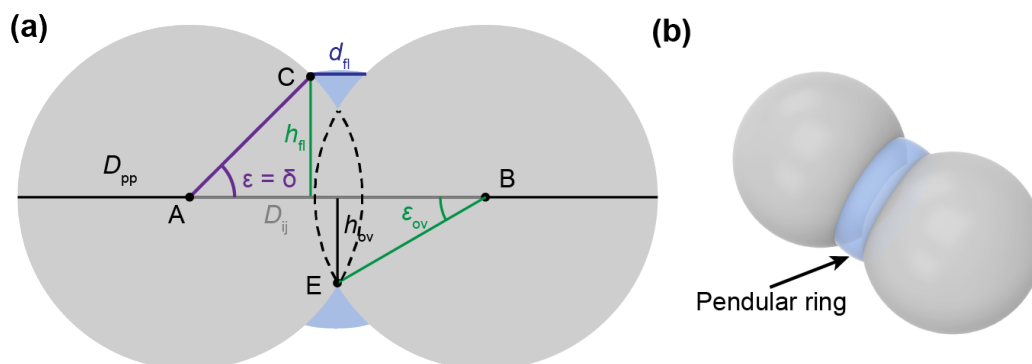 (a)
d_fl
C
h_fl
D_pp
ε = δ
B
A
D_ij
h_ov
ε_ov
E
(b)
Pendular ring